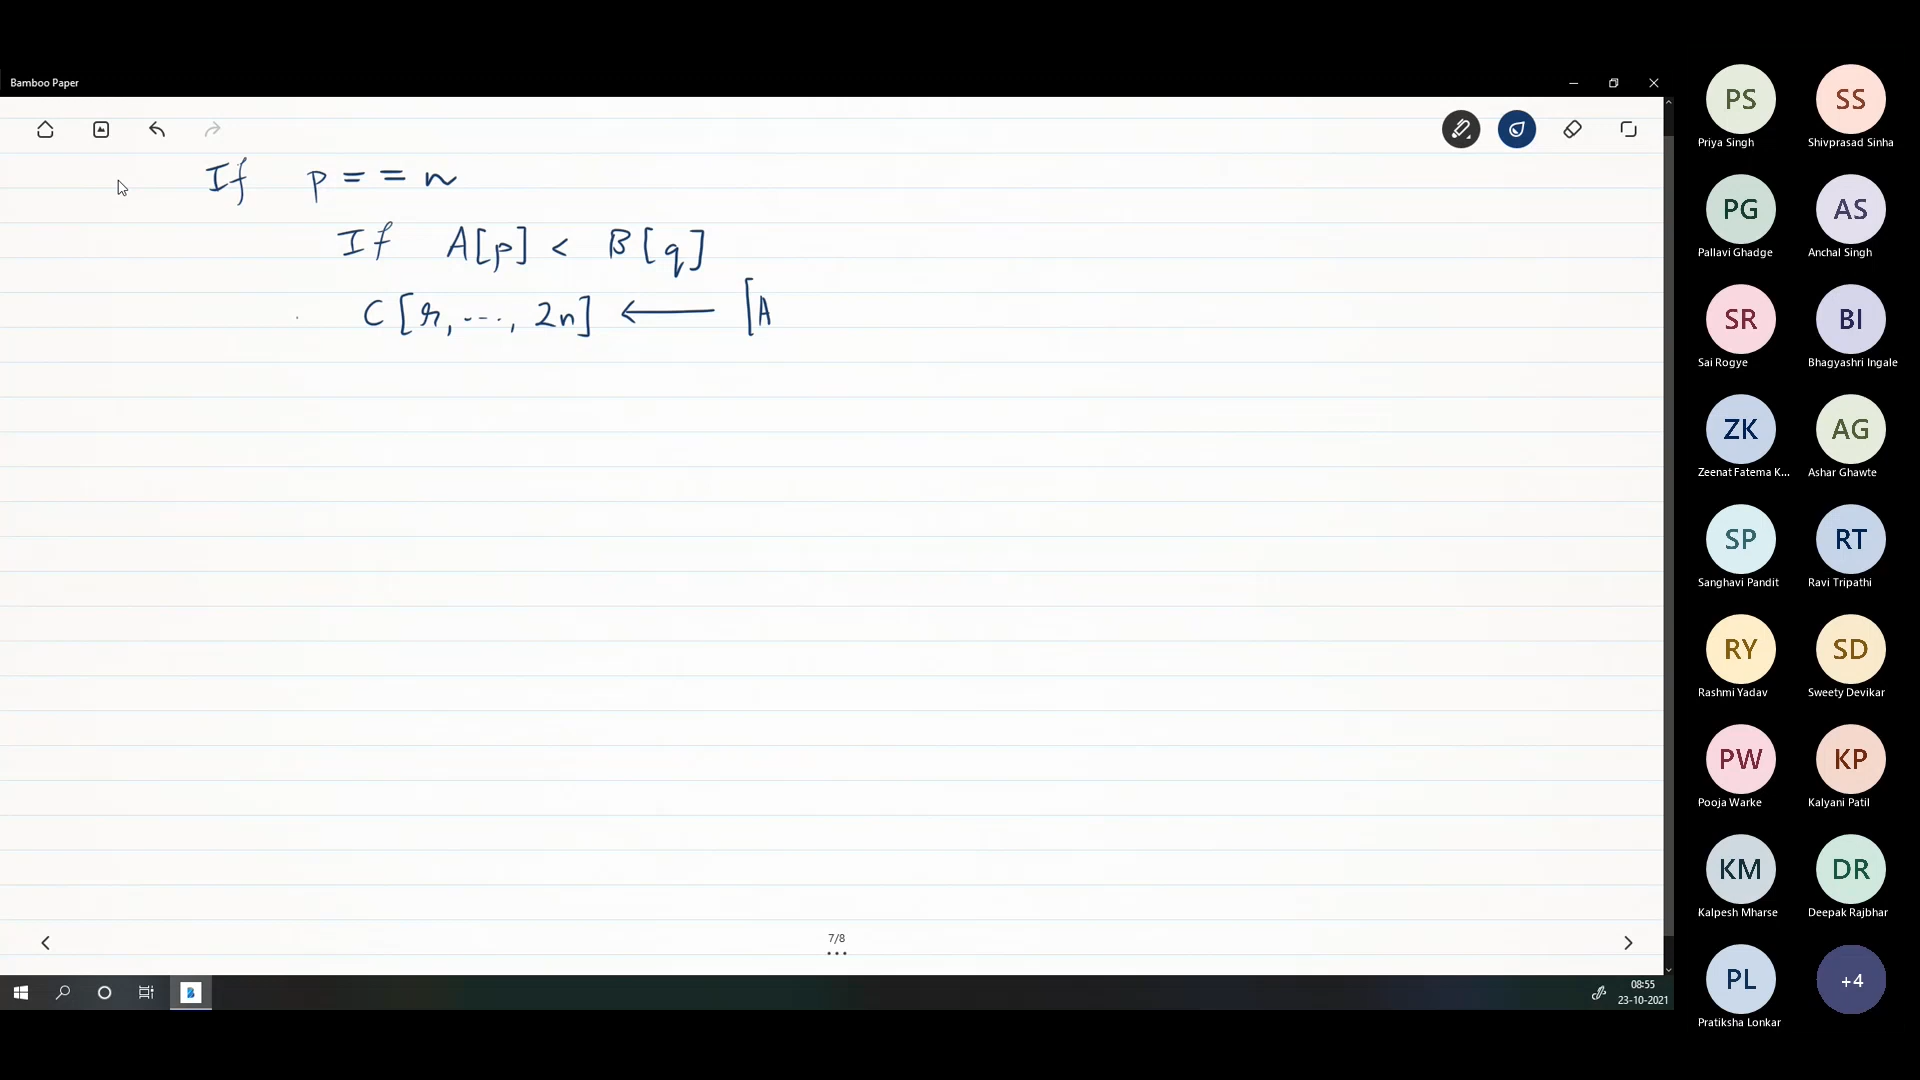 Bamboo Paper
If p == n
If A[p] < B[q]
C[r, ..., 2n] ← [A
7/8
08:55
23-10-2021
PS SS
Priya Singh Shivprasad Sinha
PG AS
Pallavi Ghadge Anchal Singh
SR BI
Sai Rogye Bhagyashri Ingale
ZK AG
Zeenat Fatema K... Ashar Ghawte
SP RT
Sanghavi Pandit Ravi Tripathi
RY SD
Rashmi Yadav Sweety Devikar
PW KP
Pooja Warke Kalyani Patil
KM DR
Kalpesh Mharse Deepak Rajbhar
PL +4
Pratiksha Lonkar